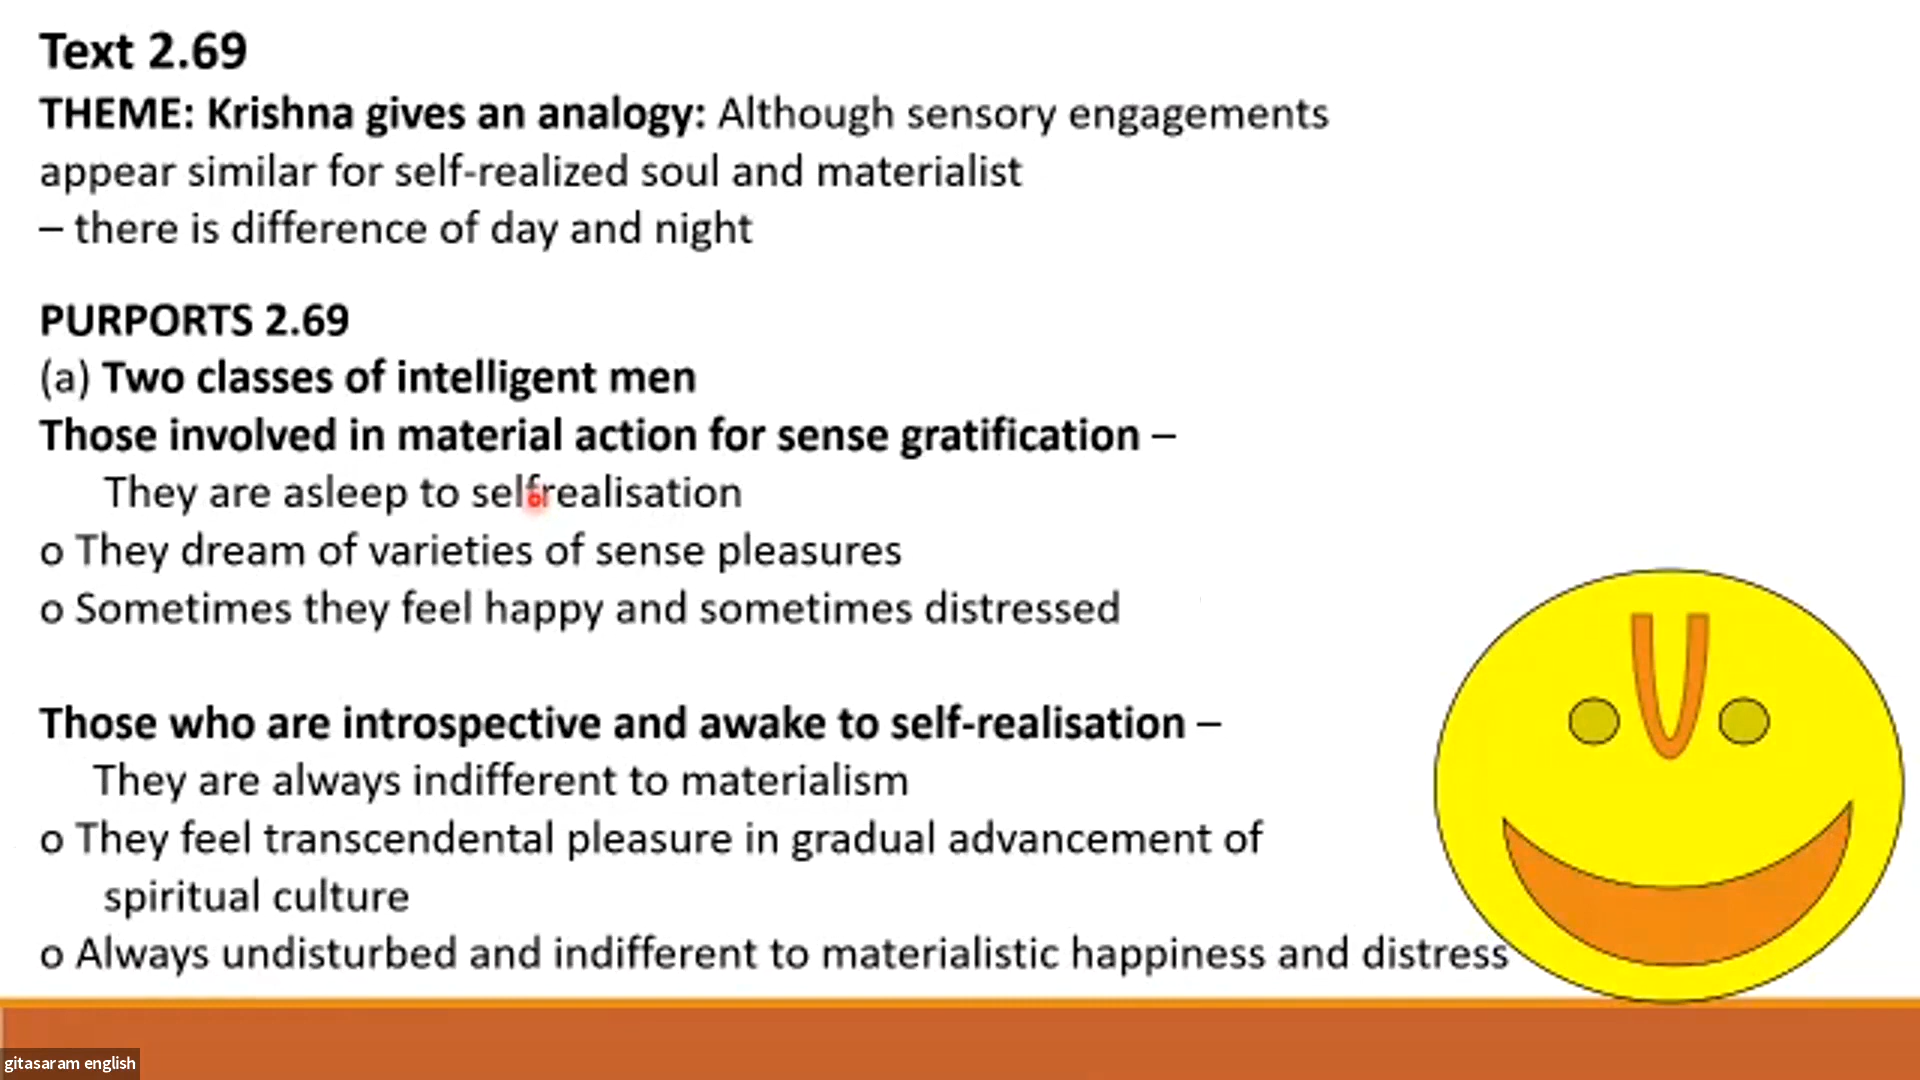 Text 2.69
THEME: Krishna gives an analogy: Although sensory engagements
appear similar for self-realized soul and materialist
– there is difference of day and night
PURPORTS 2.69
(a) Two classes of intelligent men
Those involved in material action for sense gratification –
They are asleep to selfrealisation
o They dream of varieties of sense pleasures
o Sometimes they feel happy and sometimes distressed
Those who are introspective and awake to self-realisation –
They are always indifferent to materialism
o They feel transcendental pleasure in gradual advancement of
spiritual culture
o Always undisturbed and indifferent to materialistic happiness and distress
gitasaram english